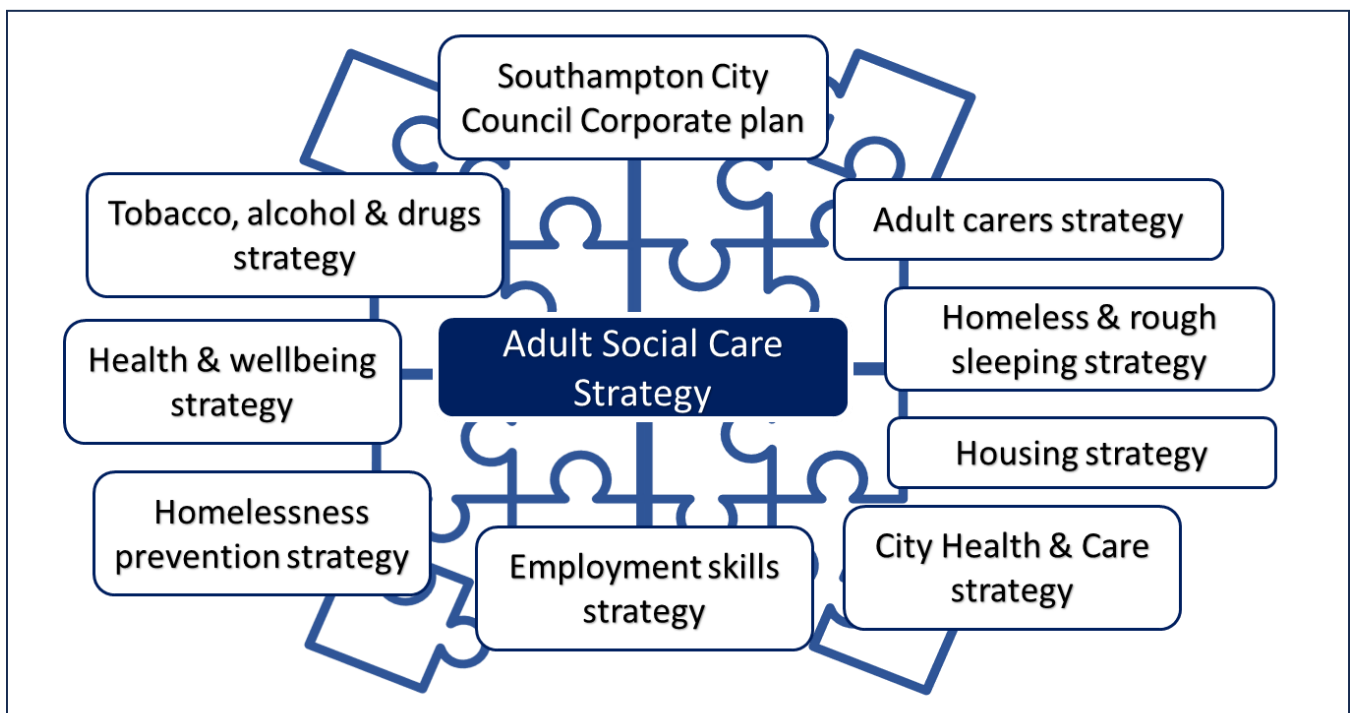 Southampton City
Council Corporate plan
Tobacco, alcohol & drugs
strategy
Adult carers strategy
Health & wellbeing
strategy
Adult Social Care
Strategy
Homeless & rough
sleeping strategy
Housing strategy
Homelessness
prevention strategy
Employment skills
strategy
City Health & Care
strategy